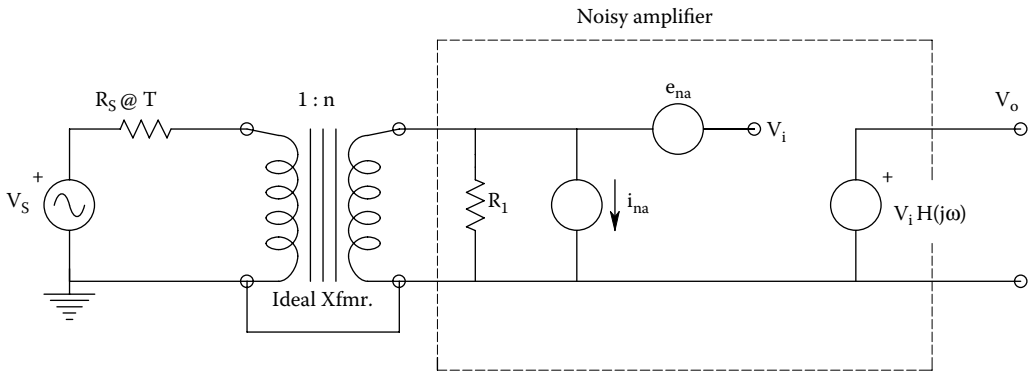 Noisy amplifier
R_S @ T
1 : n
e_na
V_o
+
V_S
V_i
R_1
i_na
+
V_i H(jω)
Ideal Xfmr.